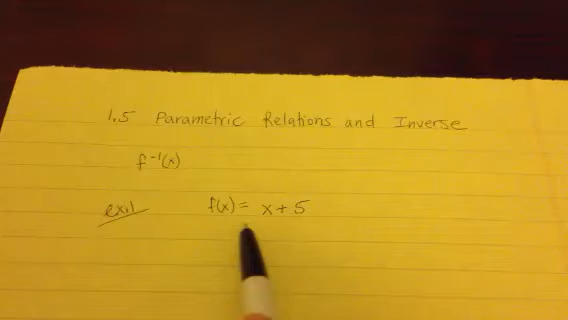 1.5 Parametric Relations and Inverse
f⁻¹(x)
ex.1 f(x) = x + 5